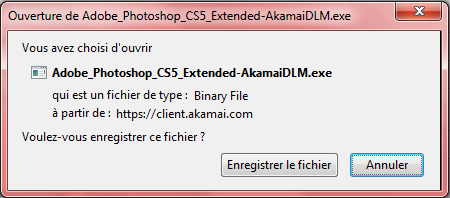 Ouverture de Adobe_Photoshop_CS5_Extended-AkamaiDLM.exe
Vous avez choisi d'ouvrir
Adobe_Photoshop_CS5_Extended-AkamaiDLM.exe
qui est un fichier de type : Binary File
à partir de : https://client.akamai.com
Voulez-vous enregistrer ce fichier ?
Enregistrer le fichier Annuler